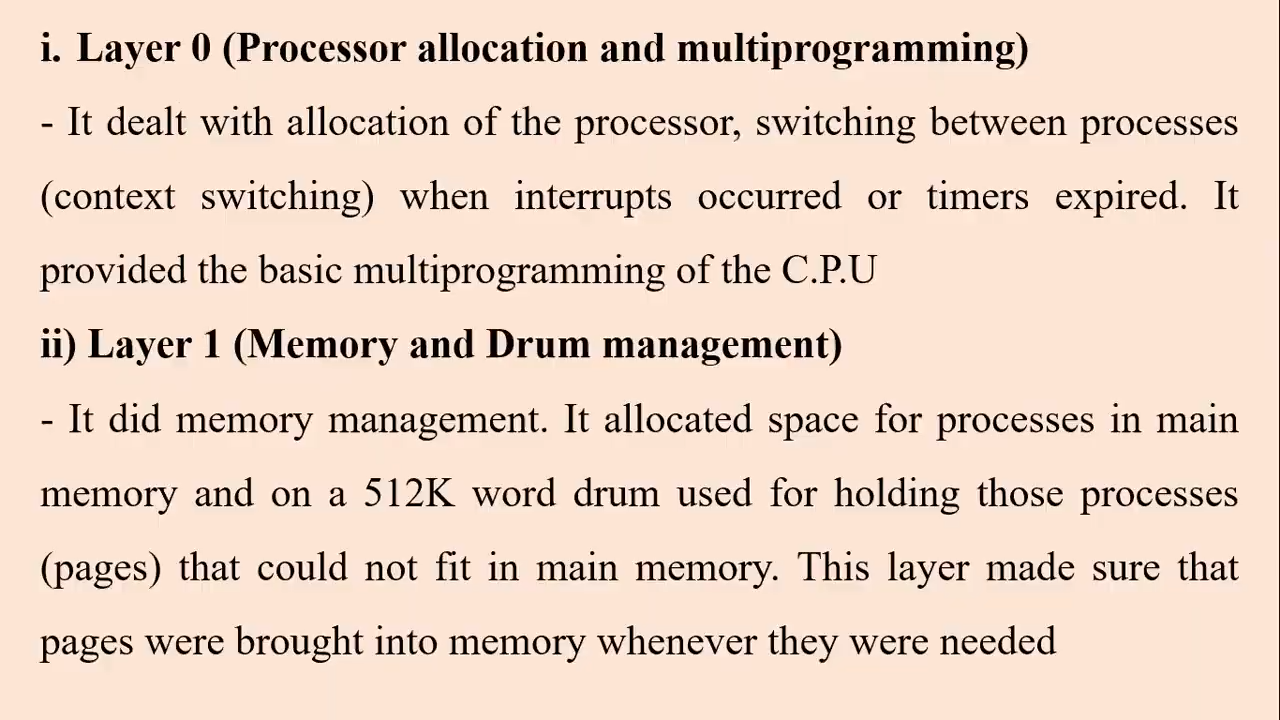 i. Layer 0 (Processor allocation and multiprogramming)
- It dealt with allocation of the processor, switching between processes
(context switching) when interrupts occurred or timers expired. It
provided the basic multiprogramming of the C.P.U
ii) Layer 1 (Memory and Drum management)
- It did memory management. It allocated space for processes in main
memory and on a 512K word drum used for holding those processes
(pages) that could not fit in main memory. This layer made sure that
pages were brought into memory whenever they were needed